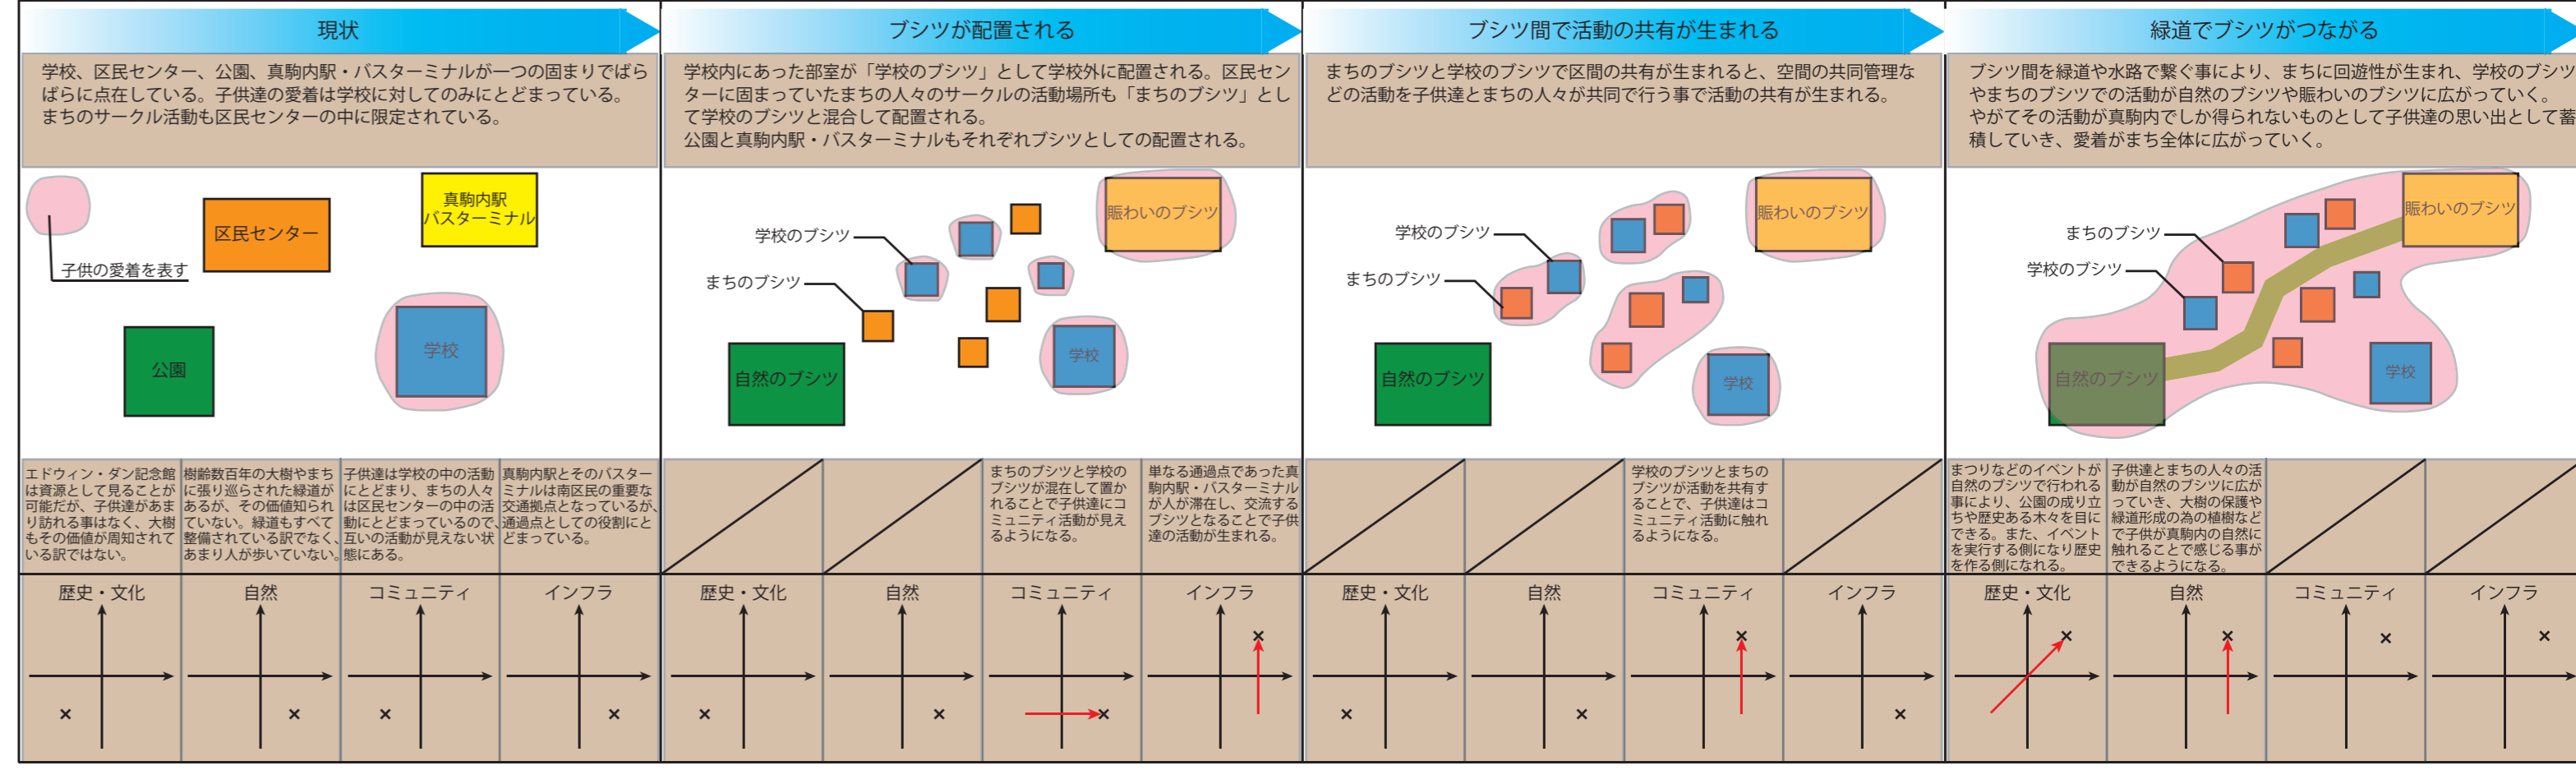 現状
学校、区民センター、公園、真駒内駅・バスターミナルが一つの固まりでばら
ばらに点在している。子供達の愛着は学校に対してのみにとどまっている。
まちのサークル活動も区民センターの中に限定されている。
子供の愛着を表す
区民センター
真駒内駅
バスターミナル
公園
学校
エドウィン・ダン記念館
は資源として見ることが
可能だが、子供達があま
り訪れる事はなく、大樹
もその価値が周知されて
いる訳ではない。
樹齢数百年の大樹やまち
に張り巡らされた緑道が
あるが、その価値知られ
ていない。緑道もすべて
整備されている訳でなく、
あまり人が歩いていない。
子供達は学校の中の活動
にとどまり、まちの人々
は区民センターの中の活
動にとどまっているので、
互いの活動が見えない状
態にある。
真駒内駅とそのバスター
ミナルは南区民の重要な
交通拠点となっているが、
通過点としての役割にと
どまっている。
歴史・文化
自然
コミュニティ
インフラ
ブシツが配置される
学校内にあった部室が「学校のブシツ」として学校外に配置される。区民セン
ターに固まっていたまちの人々のサークルの活動場所も「まちのブシツ」とし
て学校のブシツと混合して配置される。
公園と真駒内駅・バスターミナルもそれぞれブシツとしての配置される。
学校のブシツ
まちのブシツ
賑わいのブシツ
自然のブシツ
学校
まちのブシツと学校の
ブシツが混在して置か
れることで子供達にコ
ミュニティ活動が見え
るようになる。
単なる通過点であった真
駒内駅・バスターミナル
が人が滞在し、交流する
ブシツとなることで子供
達の活動が生まれる。
歴史・文化
自然
コミュニティ
インフラ
ブシツ間で活動の共有が生まれる
まちのブシツと学校のブシツで区間の共有が生まれると、空間の共同管理な
どの活動を子供達とまちの人々が共同で行う事で活動の共有が生まれる。
学校のブシツ
まちのブシツ
賑わいのブシツ
自然のブシツ
学校
学校のブシツとまちの
ブシツが活動を共有す
ることで、子供達はコ
ミュニティ活動に触れ
るようになる。
歴史・文化
自然
コミュニティ
インフラ
緑道でブシツがつながる
ブシツ間を緑道や水路で繋ぐ事により、まちに回遊性が生まれ、学校のブシツ
やまちのブシツでの活動が自然のブシツや賑わいのブシツに広がっていく。
やがてその活動が真駒内でしか得られないものとして子供達の思い出として蓄
積していき、愛着がまち全体に広がっていく。
まちのブシツ
学校のブシツ
賑わいのブシツ
自然のブシツ
学校
まつりなどのイベントが
自然のブシツで行われる
事により、公園の成り立
ちや歴史ある木々を目に
できる。また、イベント
を実行する側になり歴史
を作る側になれる。
子供達とまちの人々の活
動が自然のブシツに広が
っていき、大樹の保護や
緑道形成の為の植樹など
で子供が真駒内の自然に
触れることで感じる事が
できるようになる。
歴史・文化
自然
コミュニティ
インフラ